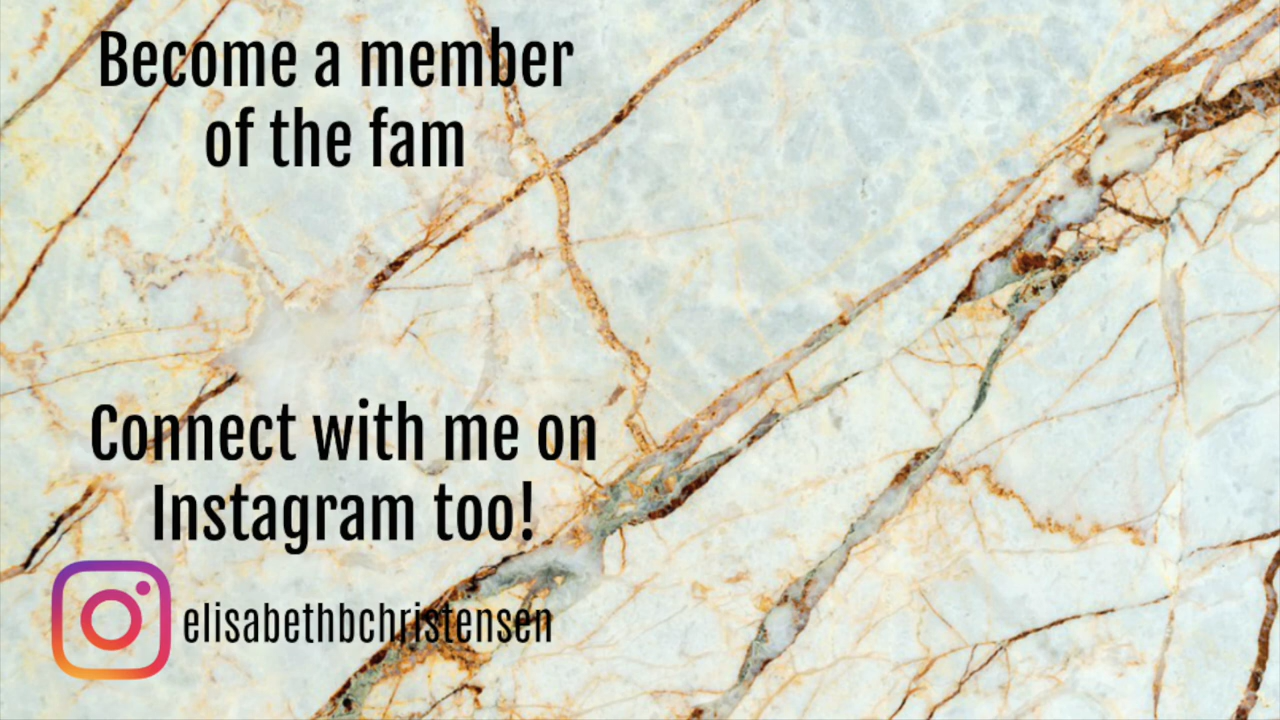 Become a member
of the fam
Connect with me on
Instagram too!
elisabethbchristensen